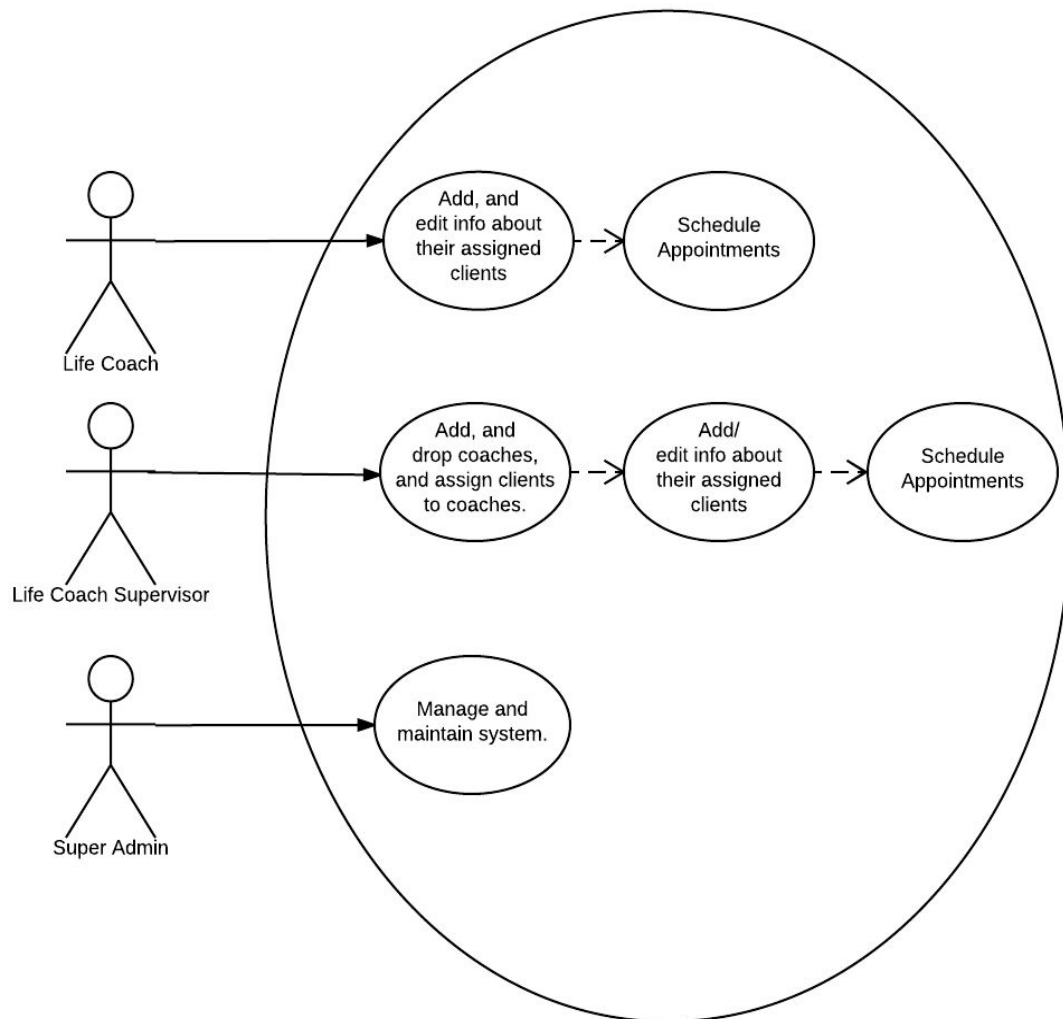 Add, and
edit info about
their assigned
clients
Schedule
Appointments
Life Coach
Add, and
drop coaches,
and assign clients
to coaches.
Add/
edit info about
their assigned
clients
Schedule
Appointments
Life Coach Supervisor
Manage and
maintain system.
Super Admin